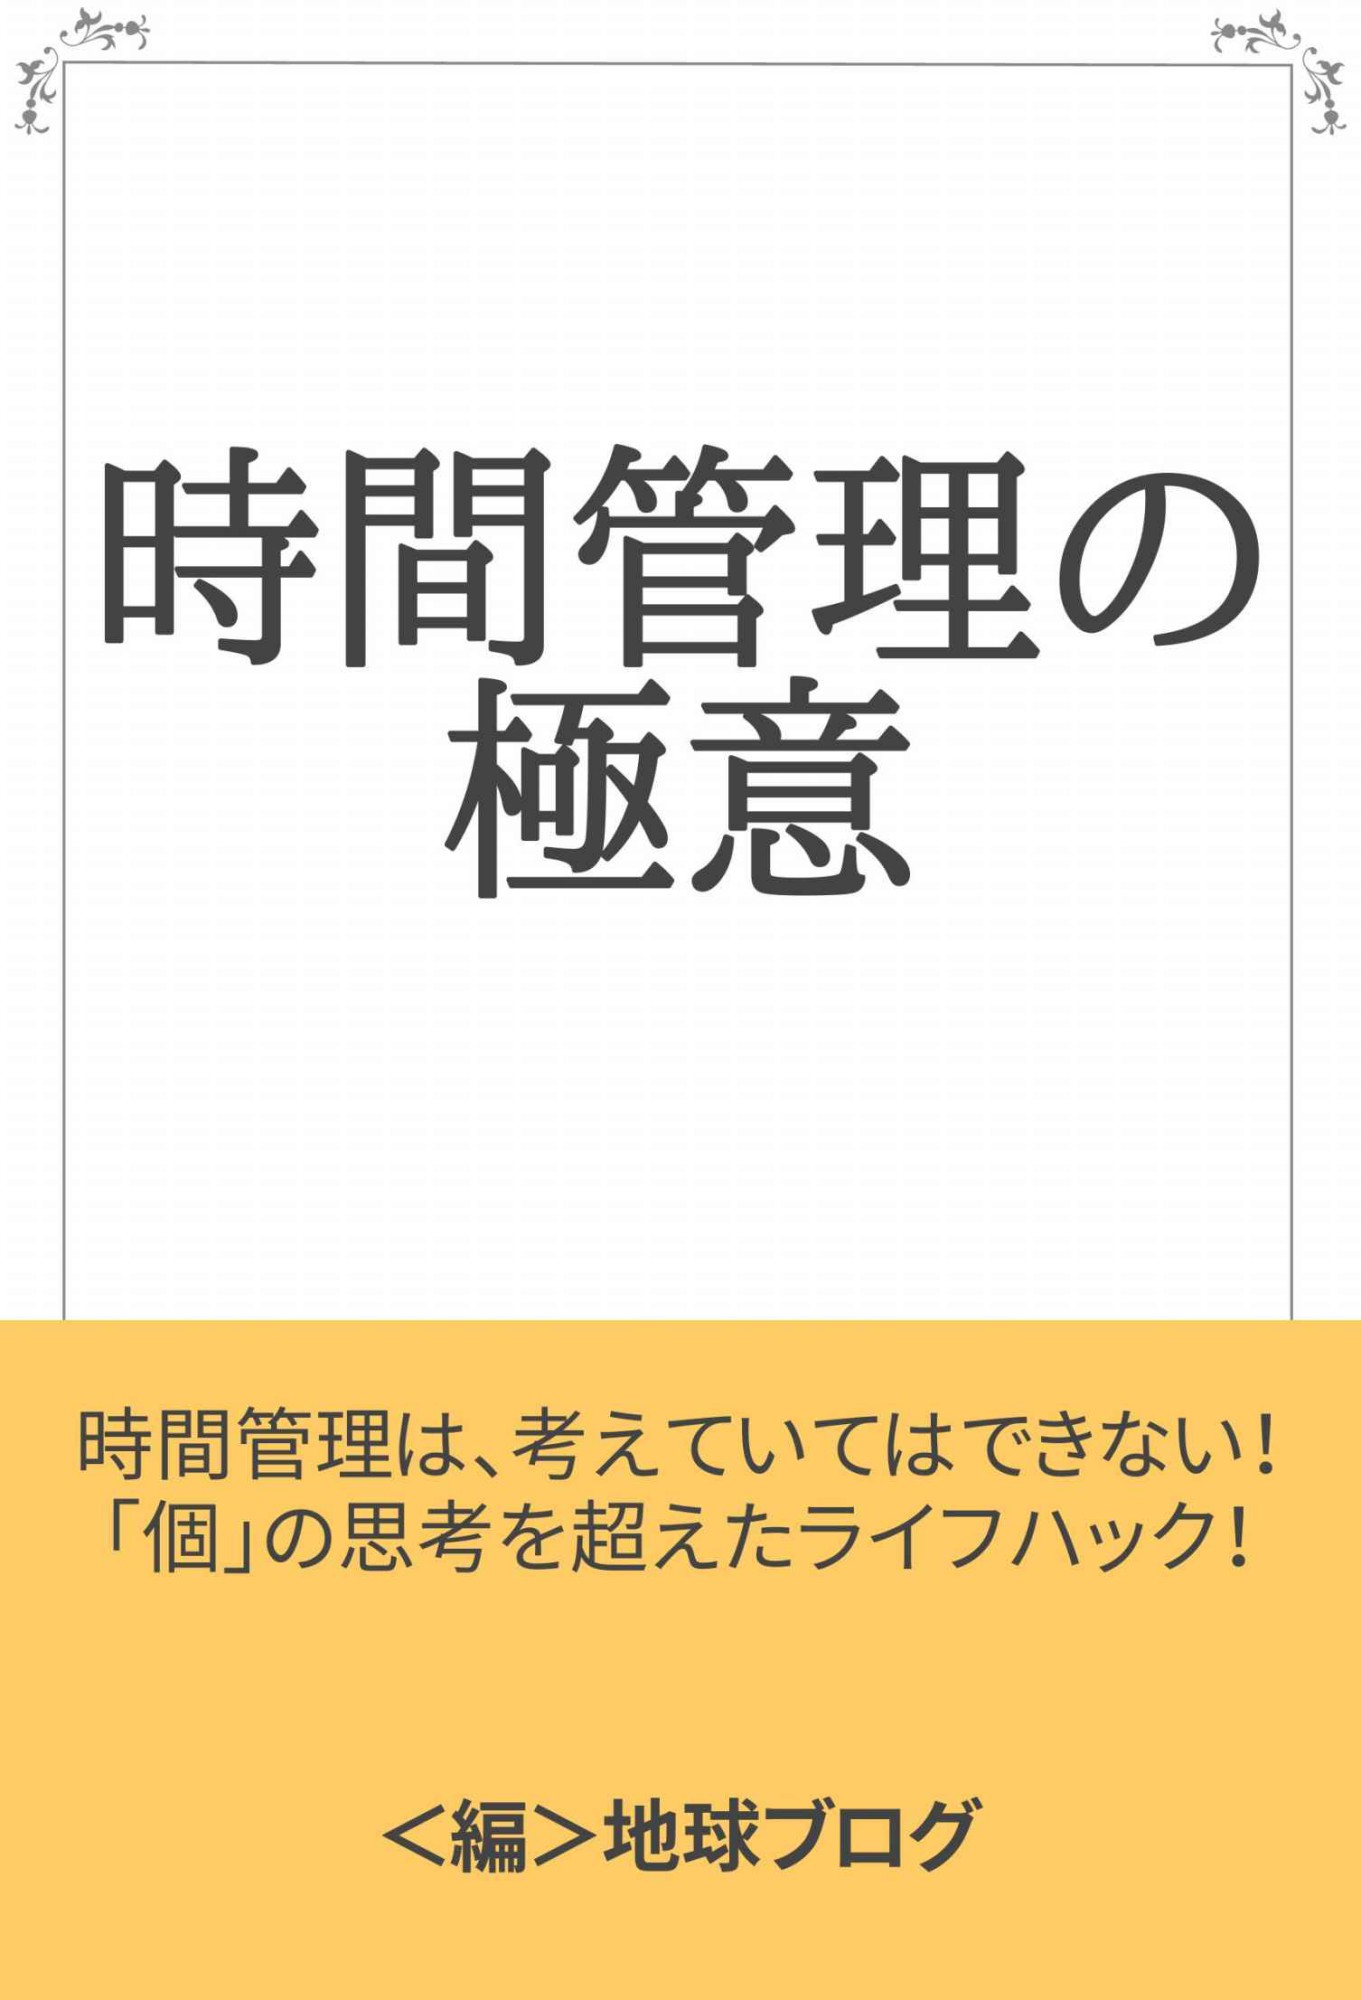 時間管理の
極意
時間管理は、考えていてはできない！
「個」の思考を超えたライフハック！
＜編＞地球ブログ